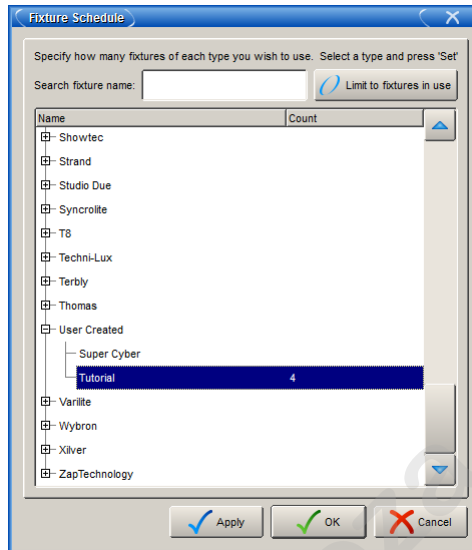 Fixture Schedule
Specify how many fixtures of each type you wish to use. Select a type and press 'Set'
Search fixture name:
Limit to fixtures in use
Name Count
Showtec
Strand
Studio Due
Syncrolite
T8
Techni-Lux
Terbly
Thomas
User Created
Super Cyber
Tutorial 4
Varilite
Wybron
Xilver
ZapTechnology
Apply OK Cancel